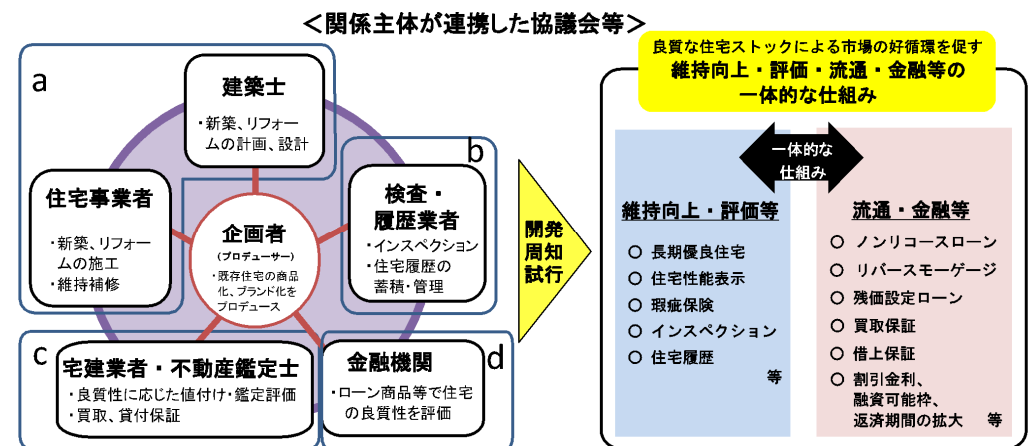 ＜関係主体が連携した協議会等＞
a
建築士
・新築、リフォー
ムの計画、設計
住宅事業者
・新築、リフォー
ムの施工
・維持補修
企画者
(プロデューサー)
・既存住宅の商品
化、ブランド化を
プロデュース
b
検査・
履歴業者
・インスペクション
・住宅履歴の
蓄積・管理
c
宅建業者・不動産鑑定士
・良質性に応じた値付け・鑑定評価
・買取、貸付保証
d
金融機関
・ローン商品等で住宅
の良質性を評価
開発
周知
試行
良質な住宅ストックによる市場の好循環を促す
維持向上・評価・流通・金融等の
一体的な仕組み
一体的な
仕組み
維持向上・評価等
○ 長期優良住宅
○ 住宅性能表示
○ 瑕疵保険
○ インスペクション
○ 住宅履歴
等
流通・金融等
○ ノンリコースローン
○ リバースモーゲージ
○ 残価設定ローン
○ 買取保証
○ 借上保証
○ 割引金利、
融資可能枠、
返済期間の拡大 等